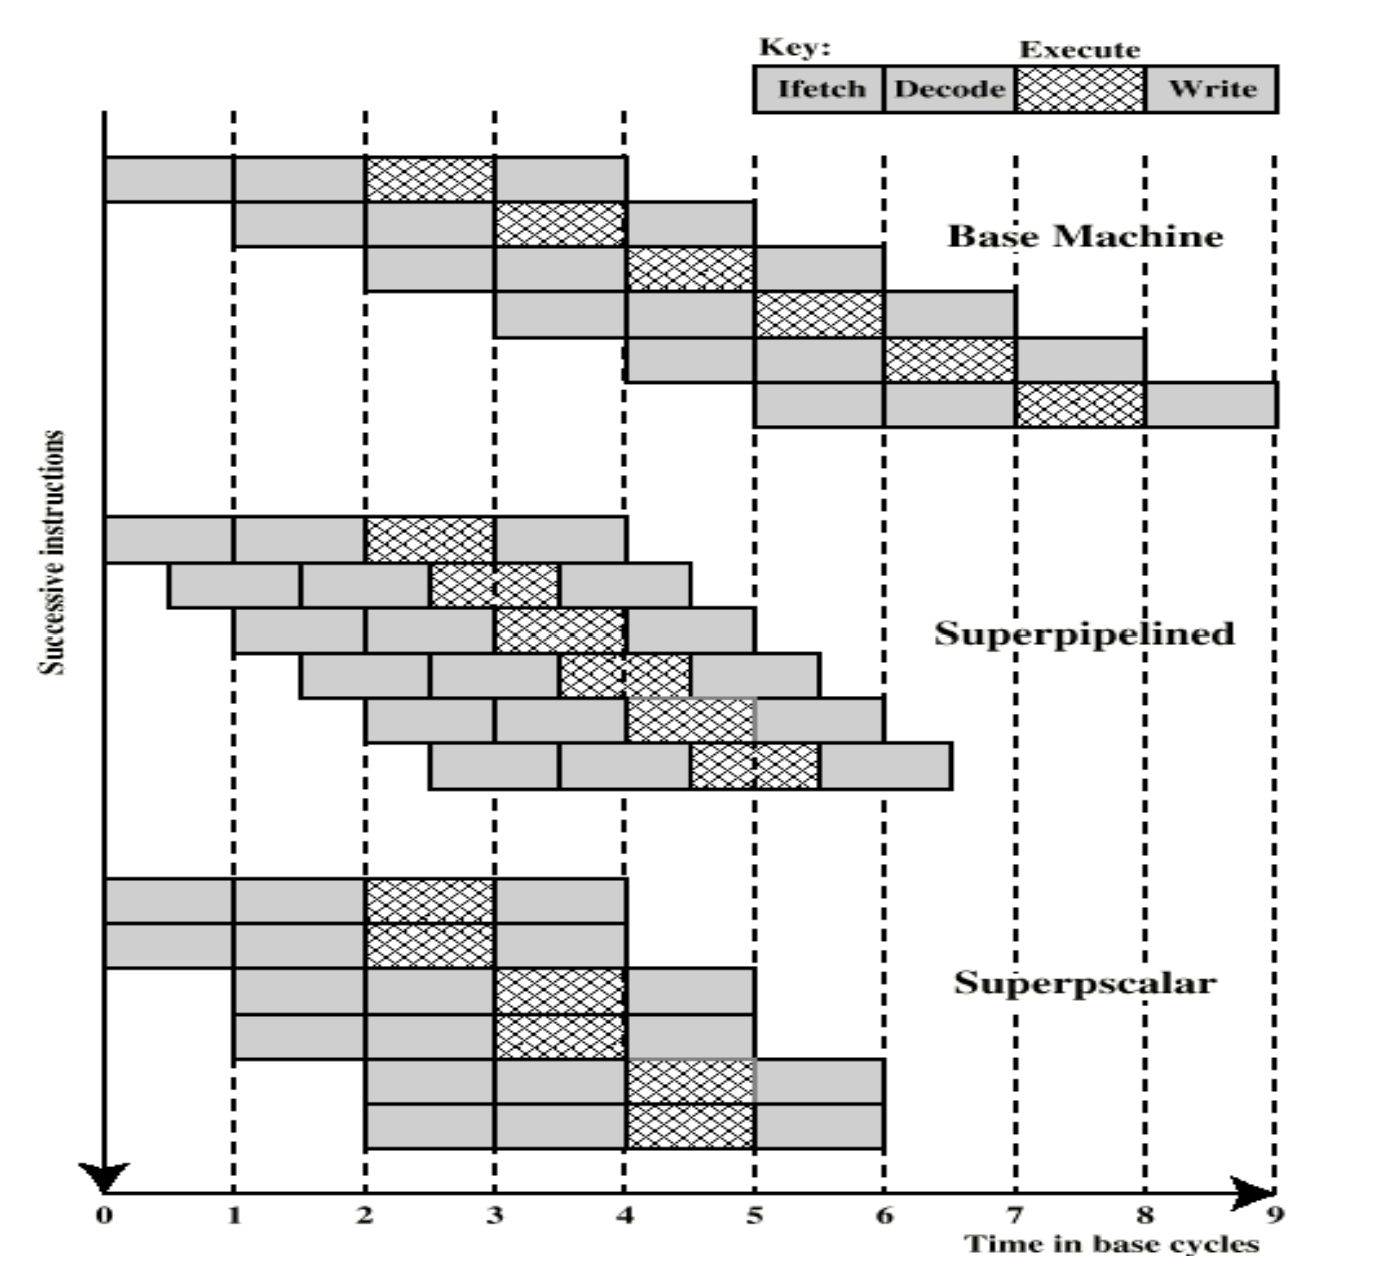 Key:
Execute
Ifetch Decode Write
Base Machine
Successive instructions
Superpipelined
Superpscalar
0 1 2 3 4 5 6 7 8 9
Time in base cycles